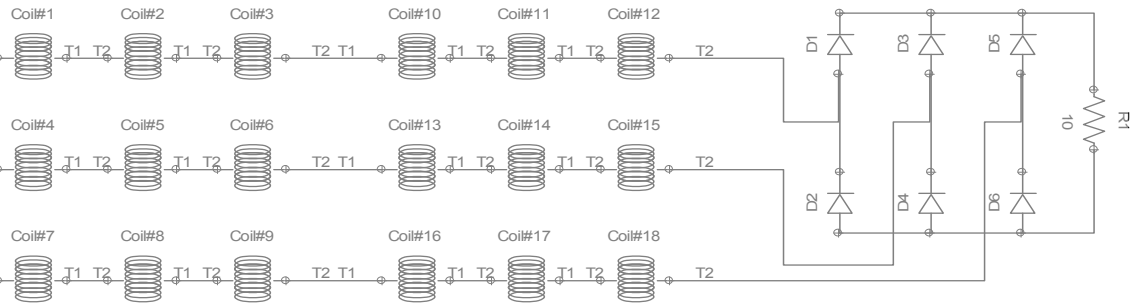 Coil#1 Coil#2 Coil#3 Coil#10 Coil#11 Coil#12
D1 D3 D5
T1 T2 T1 T2 T2 T1 T1 T2 T1 T2 T2
R1
10
Coil#4 Coil#5 Coil#6 Coil#13 Coil#14 Coil#15
T1 T2 T1 T2 T2 T1 T1 T2 T1 T2 T2
D2 D4 D6
Coil#7 Coil#8 Coil#9 Coil#16 Coil#17 Coil#18
T1 T2 T1 T2 T2 T1 T1 T2 T1 T2 T2